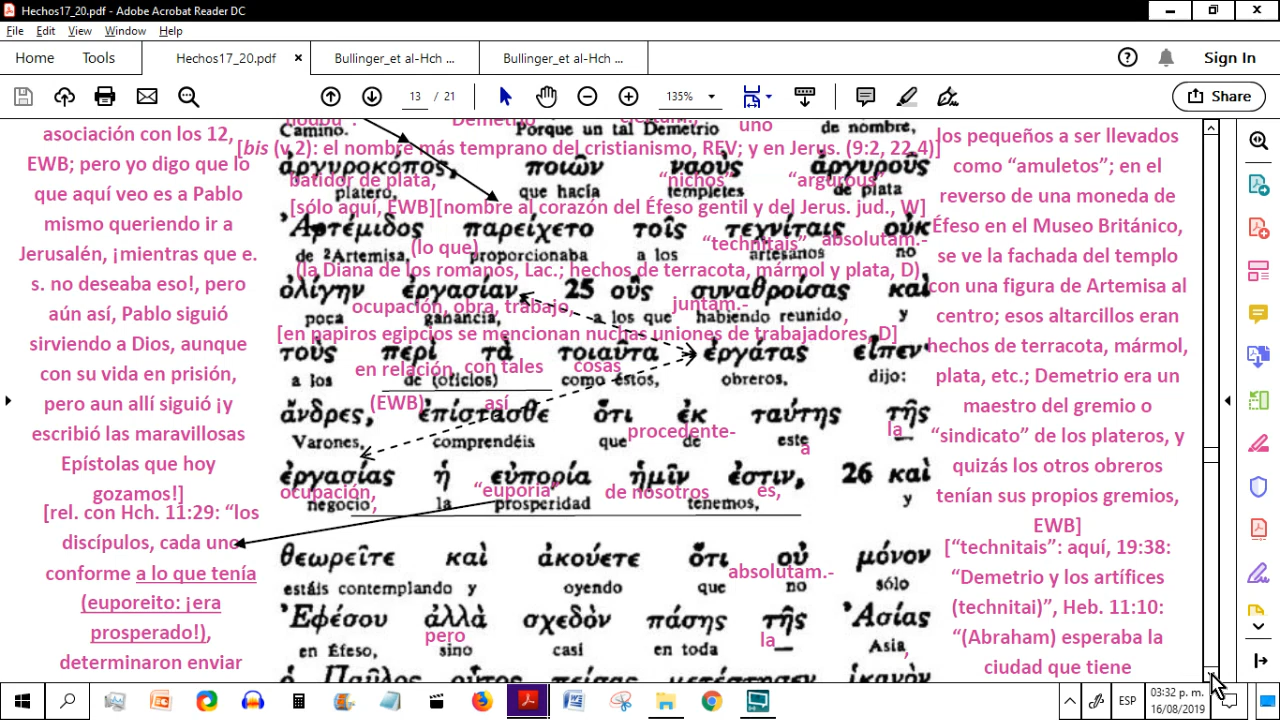 Hechos17_20.pdf - Adobe Acrobat Reader DC
File Edit View Window Help
Home Tools Hechos17_20.pdf × Bullinger_et al-Hch ... Bullinger_et al-Hch ... Sign In
13 / 21 135% Share
asociación con los 12,
EWB; pero yo digo que lo
que aquí veo es a Pablo
mismo queriendo ir a
Jerusalén, ¡mientras que e.
s. no deseaba eso!, pero
aún así, Pablo siguió
sirviendo a Dios, aunque
con su vida en prisión,
pero aun allí siguió ¡y
escribió las maravillosas
Epístolas que hoy
gozamos!]
[rel. con Hch. 11:29: “los
discípulos, cada uno
conforme a lo que tenía
(euporeito: ¡era
prosperado!),
determinaron enviar
Demetrio uno
Camino. Porque un tal Demetrio de nombre,
[bis (v.2): el nombre más temprano del cristianismo, REV; y en Jerus. (9:2, 22,4)]
ἀργυροκόπος, ποιῶν ναοὺς ἀργυροῦς
batidor de plata, “nichos” “argurous”
platero, que hacía templetes de plata
[sólo aquí, EWB][nombre al corazón del Éfeso gentil y del Jerus. jud., W]
Ἀρτέμιδος παρείχετο τοῖς τεχνίταις οὐκ
(lo que) “technitais” absolutam.-
de ²Artemisa, proporcionaba a los artesanos no
(la Diana de los romanos, Lac.; hechos de terracota, mármol y plata, D)
ὀλίγην ἐργασίαν, 25 οὓς συναθροίσας καὶ
ocupación, obra, trabajo, juntam.-
poca ganancia, a los que habiendo reunido, y
[en papiros egipcios se mencionan nuchas uniones de trabajadores, D]
τοὺς περὶ τὰ τοιαῦτα ἐργάτας εἶπεν·
en relación, con tales cosas
a los de (oficios) como éstos, obreros, dijo:
(EWB) así
ἄνδρες, ἐπίστασθε ὅτι ἐκ ταύτης τῆς
procedente- la
Varones, comprendéis que de este —
a
ἐργασίας ἡ εὐπορία ἡμῖν ἐστιν, 26 καὶ
ocupación, “euporia” de nosotros es,
negocio, la prosperidad tenemos, y
θεωρεῖτε καὶ ἀκούετε ὅτι οὐ μόνον
absolutam.-
estáis contemplando y oyendo que no sólo
Ἐφέσου ἀλλὰ σχεδὸν πάσης τῆς Ἀσίας
pero la
en Éfeso, sino casi en toda — Asia,
ὁ Παῦλος οὗτος πείσας μετέστησεν ἱκανὸν
los pequeños a ser llevados
como “amuletos”; en el
reverso de una moneda de
Éfeso en el Museo Británico,
se ve la fachada del templo
con una figura de Artemisa al
centro; esos altarcillos eran
hechos de terracota, mármol,
plata, etc.; Demetrio era un
maestro del gremio o
“sindicato” de los plateros, y
quizás los otros obreros
tenían sus propios gremios,
EWB]
[“technitais”: aquí, 19:38:
“Demetrio y los artífices
(technitai)”, Heb. 11:10:
“(Abraham) esperaba la
ciudad que tiene
ESP 03:32 p. m.
16/08/2019